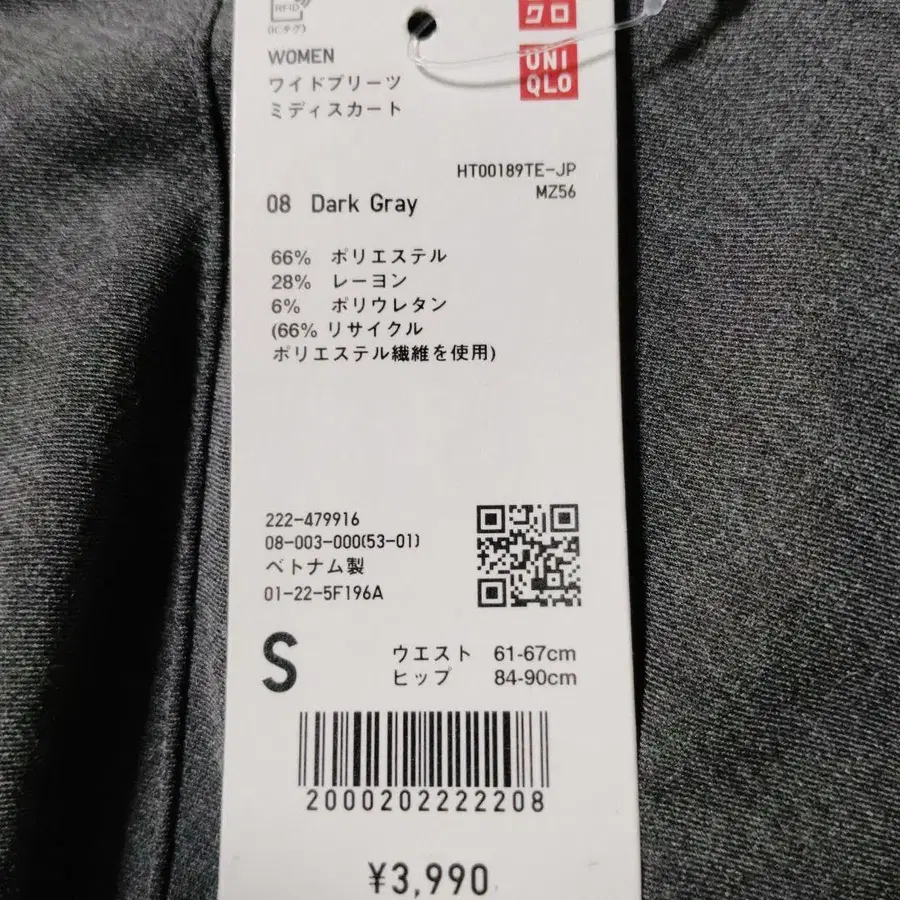 RFID
(ICタグ)
クロ
WOMEN
UNI
QLO
ワイドプリーツ
ミディスカート
HT00189TE-JP
MZ56
08 Dark Gray
66% ポリエステル
28% レーヨン
6% ポリウレタン
(66% リサイクル
ポリエステル繊維を使用)
222-479916
08-003-000(53-01)
ベトナム製
01-22-5F196A
S
ウエスト 61-67cm
ヒップ 84-90cm
2000202222208
¥3,990